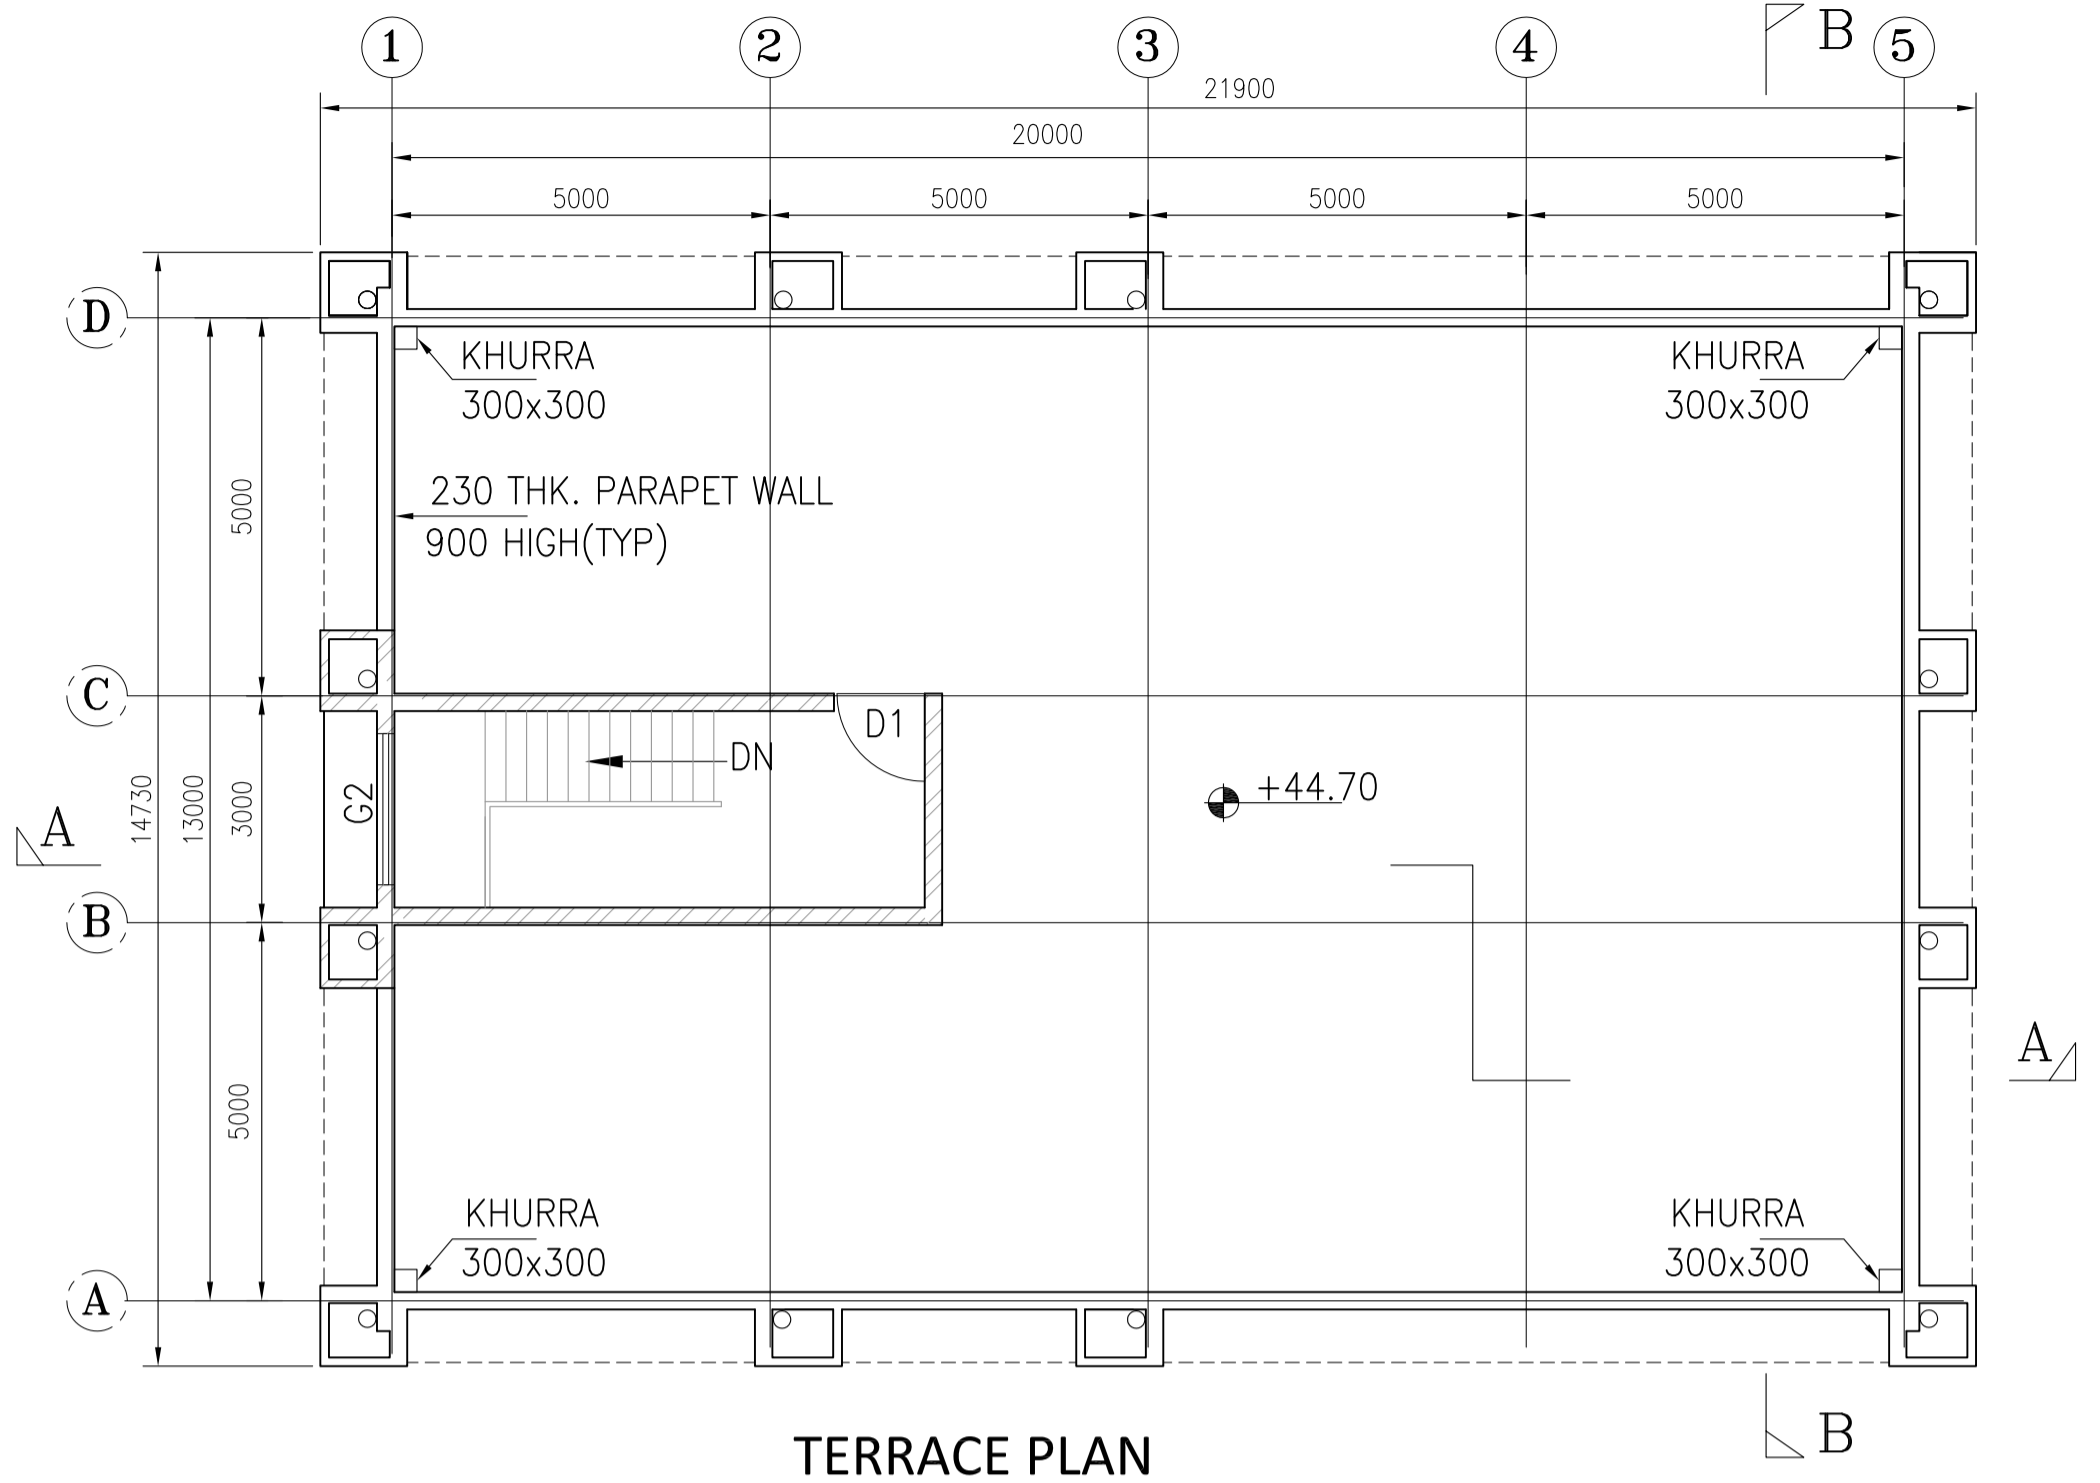 1
2
3
4
B
5
21900
20000
5000
5000
5000
5000
D
KHURRA
300x300
KHURRA
300x300
5000
230 THK. PARAPET WALL
900 HIGH(TYP)
C
D1
DN
+44.70
G2
14730
13000
3000
A
B
A
5000
KHURRA
300x300
KHURRA
300x300
A
B
TERRACE PLAN